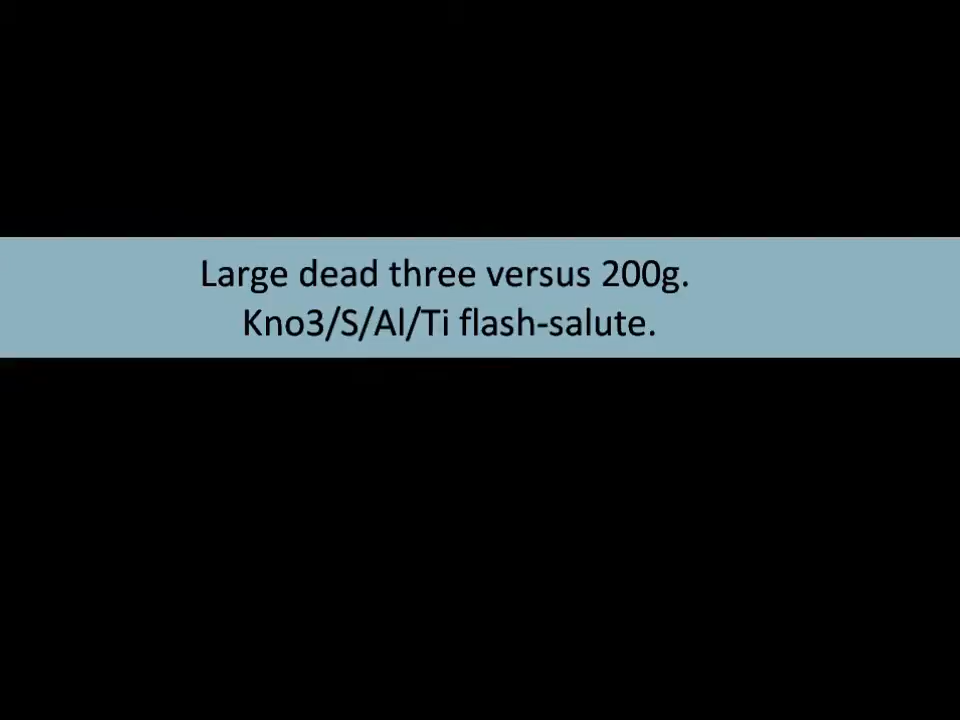 Large dead three versus 200g.
Kno3/S/Al/Ti flash-salute.